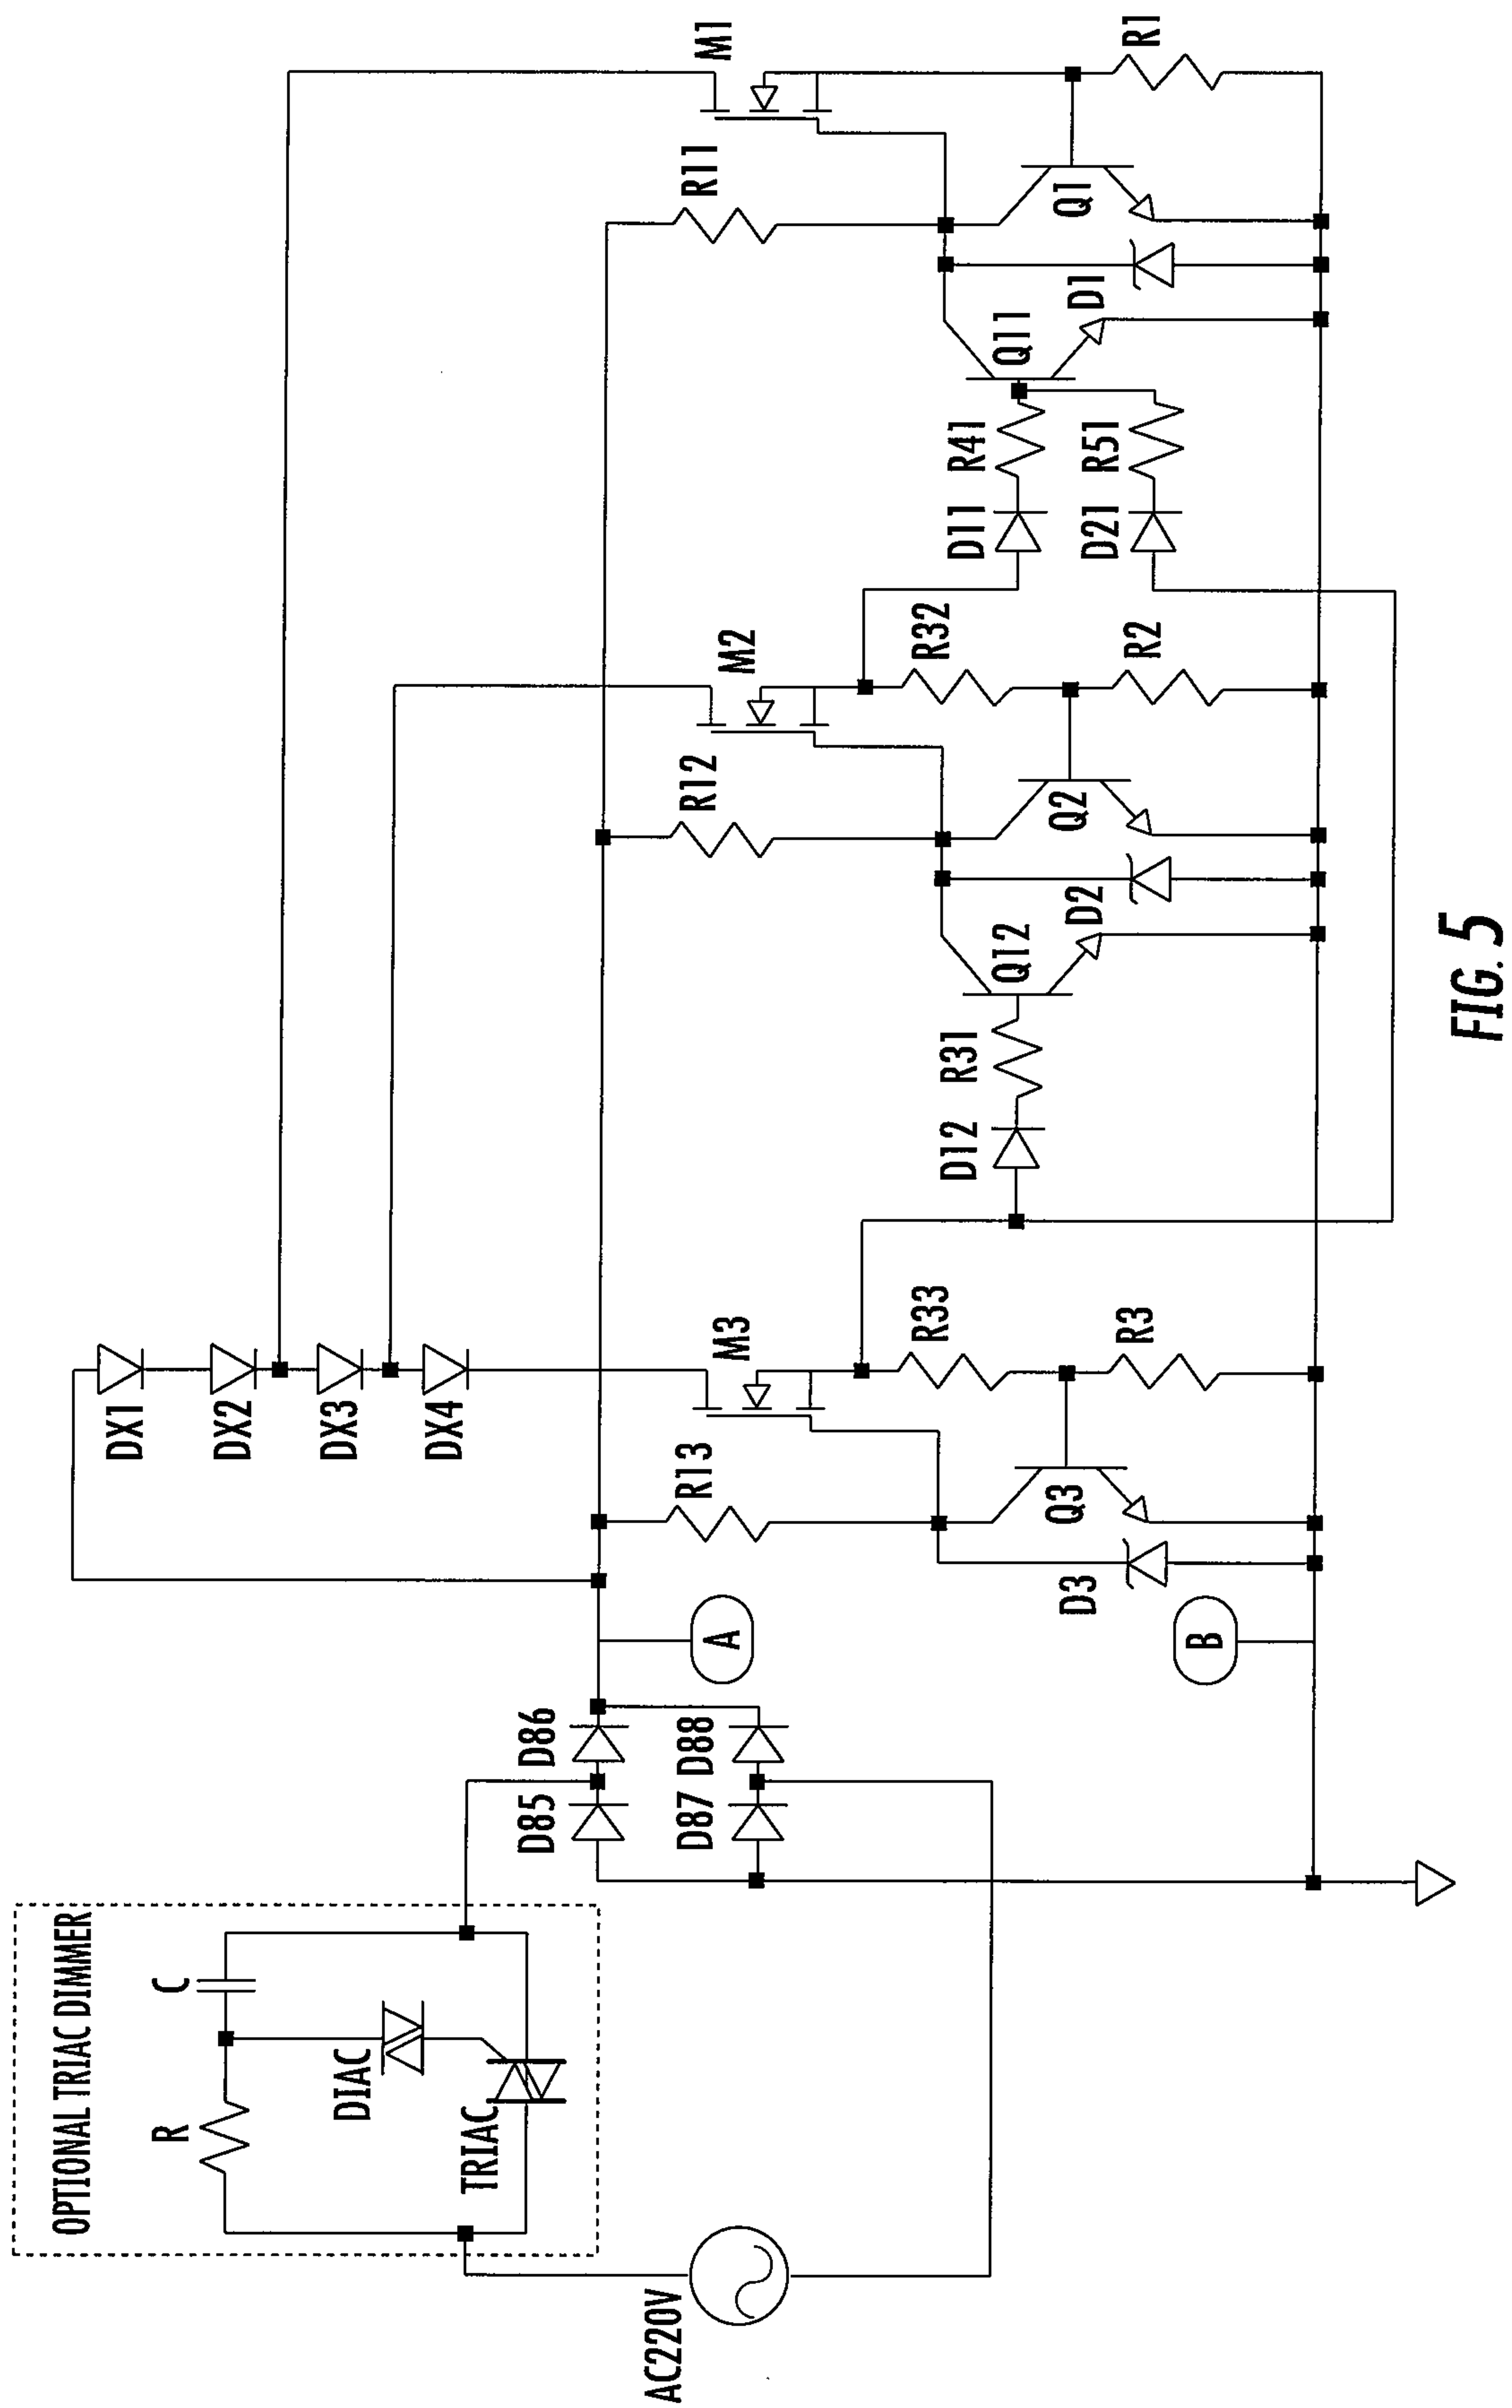 OPTIONAL TRIAC DIMMER
R
C
DIAC
TRIAC
AC220V
D85
D86
D87
D88
A
B
DX1
DX2
DX3
DX4
R13
M3
D3
Q3
R33
R3
D12
R31
Q12
R12
M2
D2
Q2
R32
R2
D11
R41
D21
R51
Q11
R11
M1
D1
Q1
R1
FIG. 5